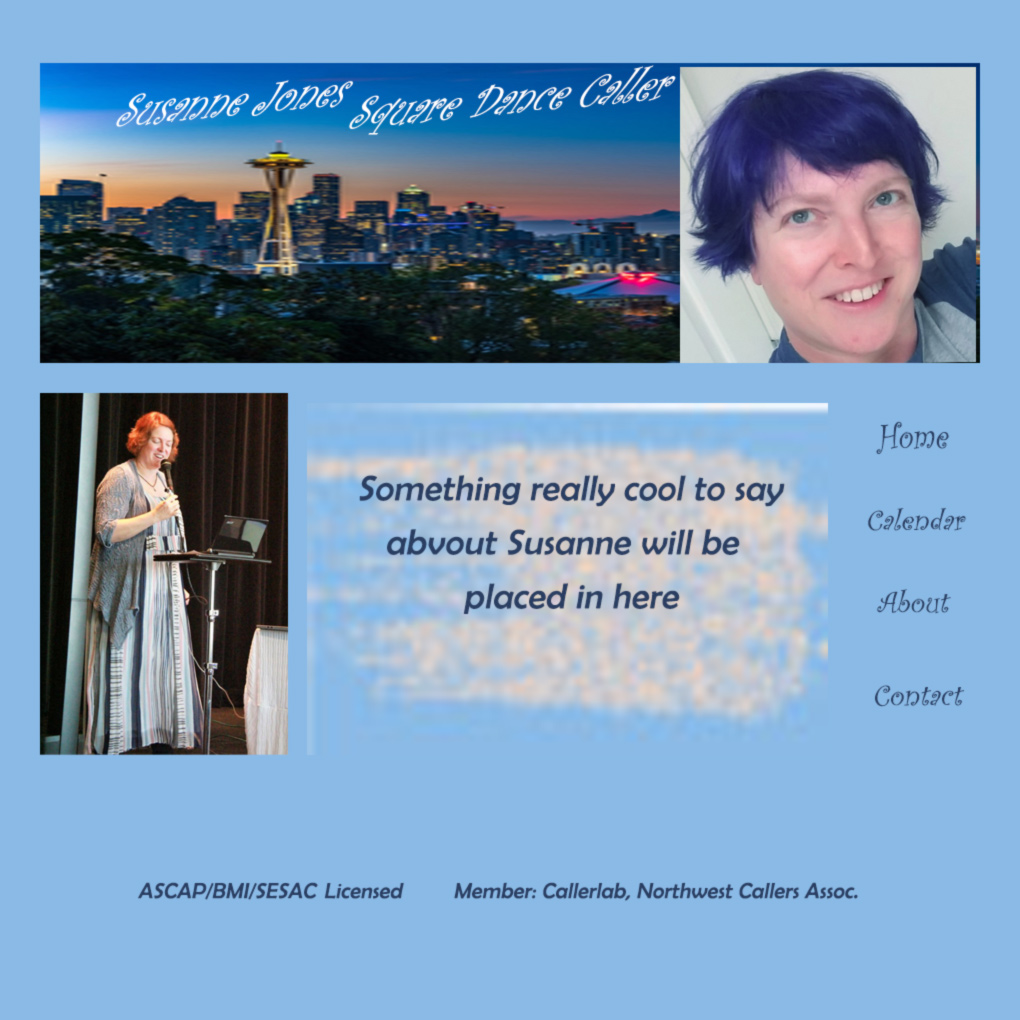 Susanne Jones Square Dance Caller
Home
Something really cool to say
abvout Susanne will be
placed in here
Calendar
About
Contact
ASCAP/BMI/SESAC Licensed Member: Callerlab, Northwest Callers Assoc.